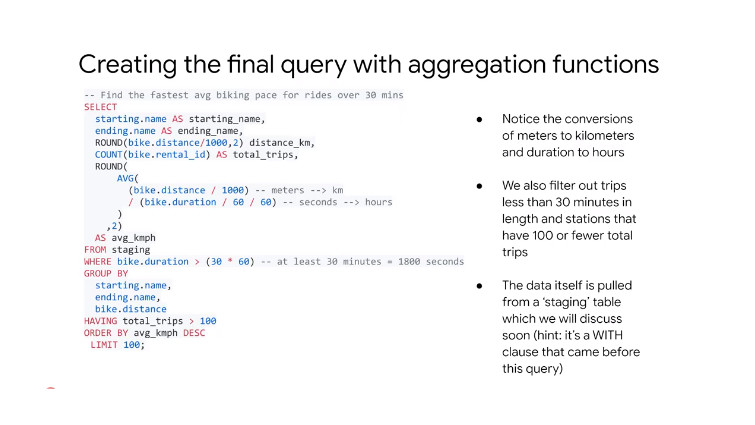 Creating the final query with aggregation functions
-- Find the fastest avg biking pace for rides over 30 mins
SELECT
starting.name AS starting_name,
ending.name AS ending_name,
ROUND(bike.distance/1000,2) distance_km,
COUNT(bike.rental_id) AS total_trips,
ROUND(
AVG(
(bike.distance / 1000) -- meters --> km
/ (bike.duration / 60 / 60) -- seconds --> hours
)
,2)
AS avg_kmph
FROM staging
WHERE bike.duration > (30 * 60) -- at least 30 minutes = 1800 seconds
GROUP BY
starting.name,
ending.name,
bike.distance
HAVING total_trips > 100
ORDER BY avg_kmph DESC
LIMIT 100;
● Notice the conversions
of meters to kilometers
and duration to hours
● We also filter out trips
less than 30 minutes in
length and stations that
have 100 or fewer total
trips
● The data itself is pulled
from a ‘staging’ table
which we will discuss
soon (hint: it’s a WITH
clause that came before
this query)